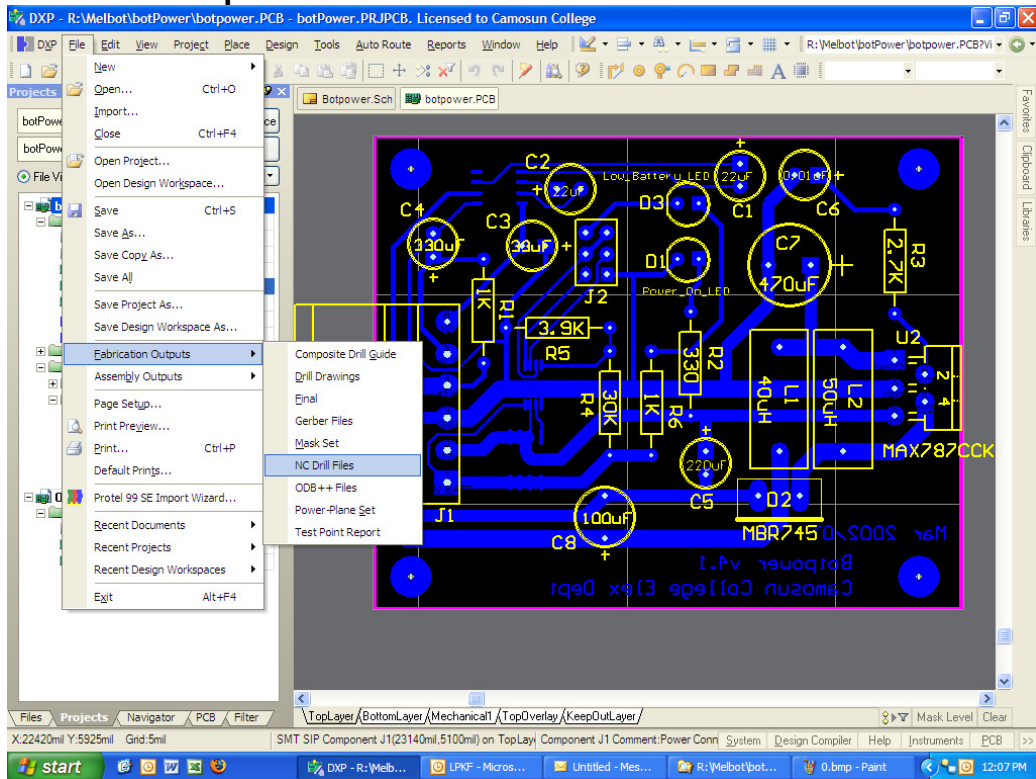 DXP - R:\Melbot\botPower\botpower.PCB - botPower.PRJPCB. Licensed to Camosun College
DXP File Edit View Project Place Design Tools Auto Route Reports Window Help R:\Melbot\botPower\botpower.PCB?Vi
Projects
botPowe
botPowe
File Vi
New
Open... Ctrl+O
Import...
Close Ctrl+F4
Open Project...
Open Design Workspace...
Save Ctrl+S
Save As...
Save Copy As...
Save All
Save Project As...
Save Design Workspace As...
Fabrication Outputs
Assembly Outputs
Page Setup...
Print Preview...
Print... Ctrl+P
Default Prints...
Protel 99 SE Import Wizard...
Recent Documents
Recent Projects
Recent Design Workspaces
Exit Alt+F4
Composite Drill Guide
Drill Drawings
Final
Gerber Files
Mask Set
NC Drill Files
ODB++ Files
Power-Plane Set
Test Point Report
Botpower.Sch botpower.PCB
Favorites
Clipboard
Libraries
C2
22uF
Low_Battery_LED
22uF
C1
0.01uF
C6
C4
330uF
C3
33uF
D3
D1
Power_On_LED
J2
C7
470uF
R3
2.7K
1K
R1
3.9K
R5
R2
330
R4
30K
1K
R6
40uH
L1
50uH
L2
U2
2
4
MAX787CCK
220uF
C5
J1
100uF
C8
D2
MBR745
Mar 2002/0
Botpower v4.1
Camosun College Elex Dept
Files Projects Navigator PCB Filter
TopLayer BottomLayer Mechanical1 TopOverlay KeepOutLayer
Mask Level Clear
X:22420mil Y:5925mil Grid:5mil SMT SIP Component J1(23140mil,5100mil) on TopLay Component J1 Comment:Power Conn System Design Compiler Help Instruments PCB >>
start DXP - R:\Melb... LPKF - Micros... Untitled - Mes... R:\Melbot\bot... 0.bmp - Paint 12:07 PM